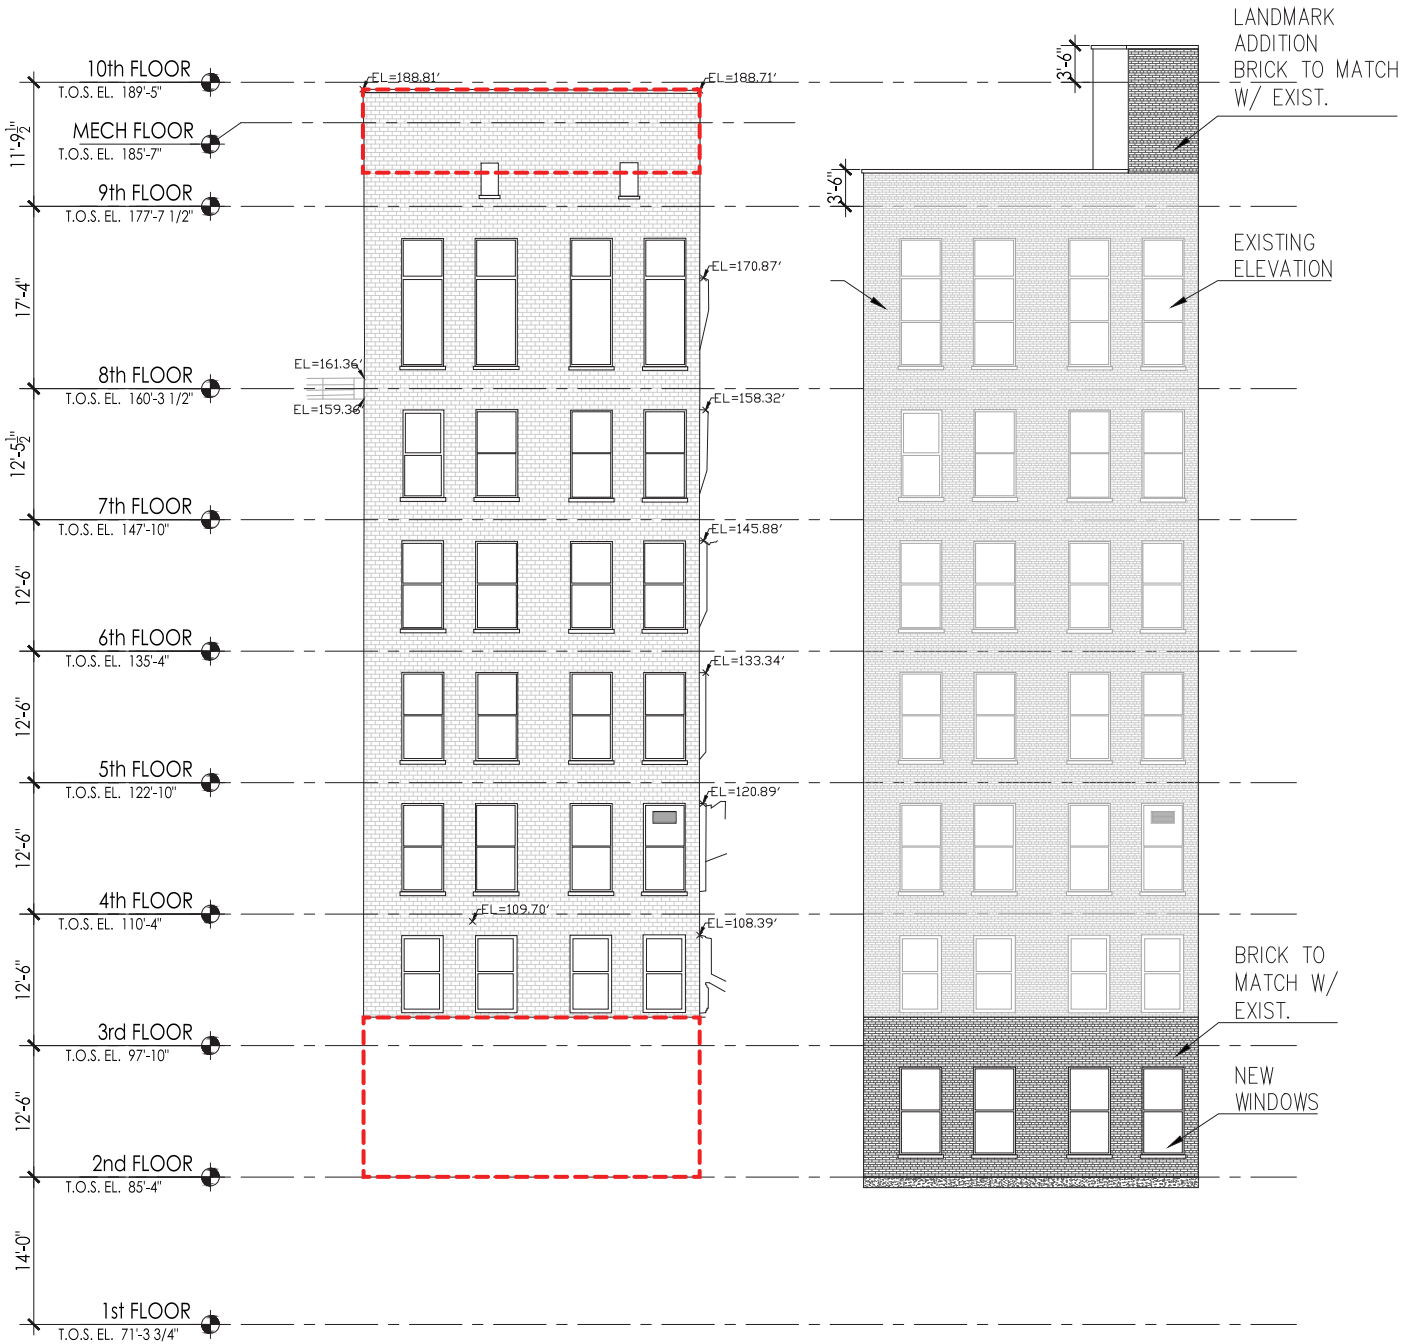 10th FLOOR
T.O.S. EL. 189'-5"
MECH FLOOR
T.O.S. EL. 185'-7"
9th FLOOR
T.O.S. EL. 177'-7 1/2"
8th FLOOR
T.O.S. EL. 160'-3 1/2"
7th FLOOR
T.O.S. EL. 147'-10"
6th FLOOR
T.O.S. EL. 135'-4"
5th FLOOR
T.O.S. EL. 122'-10"
4th FLOOR
T.O.S. EL. 110'-4"
3rd FLOOR
T.O.S. EL. 97'-10"
2nd FLOOR
T.O.S. EL. 85'-4"
1st FLOOR
T.O.S. EL. 71'-3 3/4"
11'-9½"
17'-4"
12'-5½"
12'-6"
12'-6"
12'-6"
12'-6"
12'-6"
14'-0"
EL=188.81'
EL=188.71'
EL=170.87'
EL=161.36'
EL=159.36'
EL=158.32'
EL=145.88'
EL=133.34'
EL=120.89'
EL=109.70'
EL=108.39'
3'-6"
3'-6"
LANDMARK
ADDITION
BRICK TO MATCH
W/ EXIST.
EXISTING
ELEVATION
BRICK TO
MATCH W/
EXIST.
NEW
WINDOWS